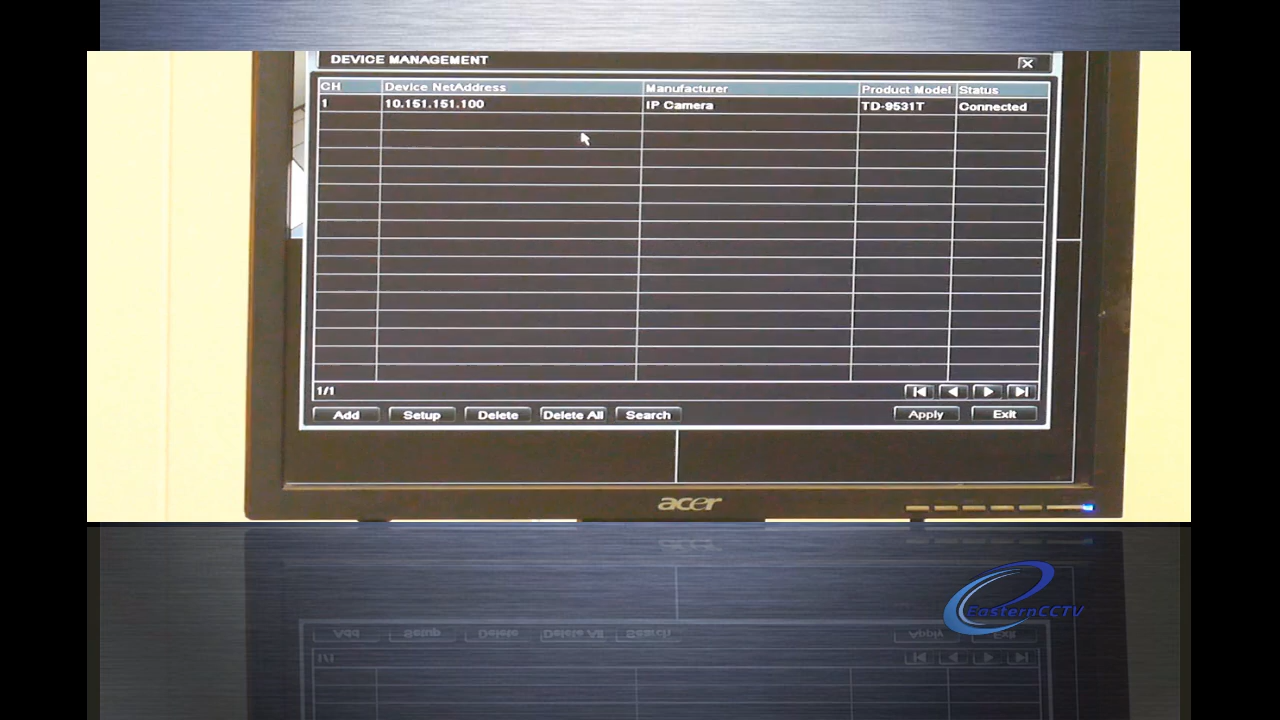 DEVICE MANAGEMENT
CH Device NetAddress Manufacturer Product Model Status
1 10.151.151.100 IP Camera TD-9531T Connected
1/1
Add Setup Delete Delete All Search Apply Exit
acer
EasternCCTV